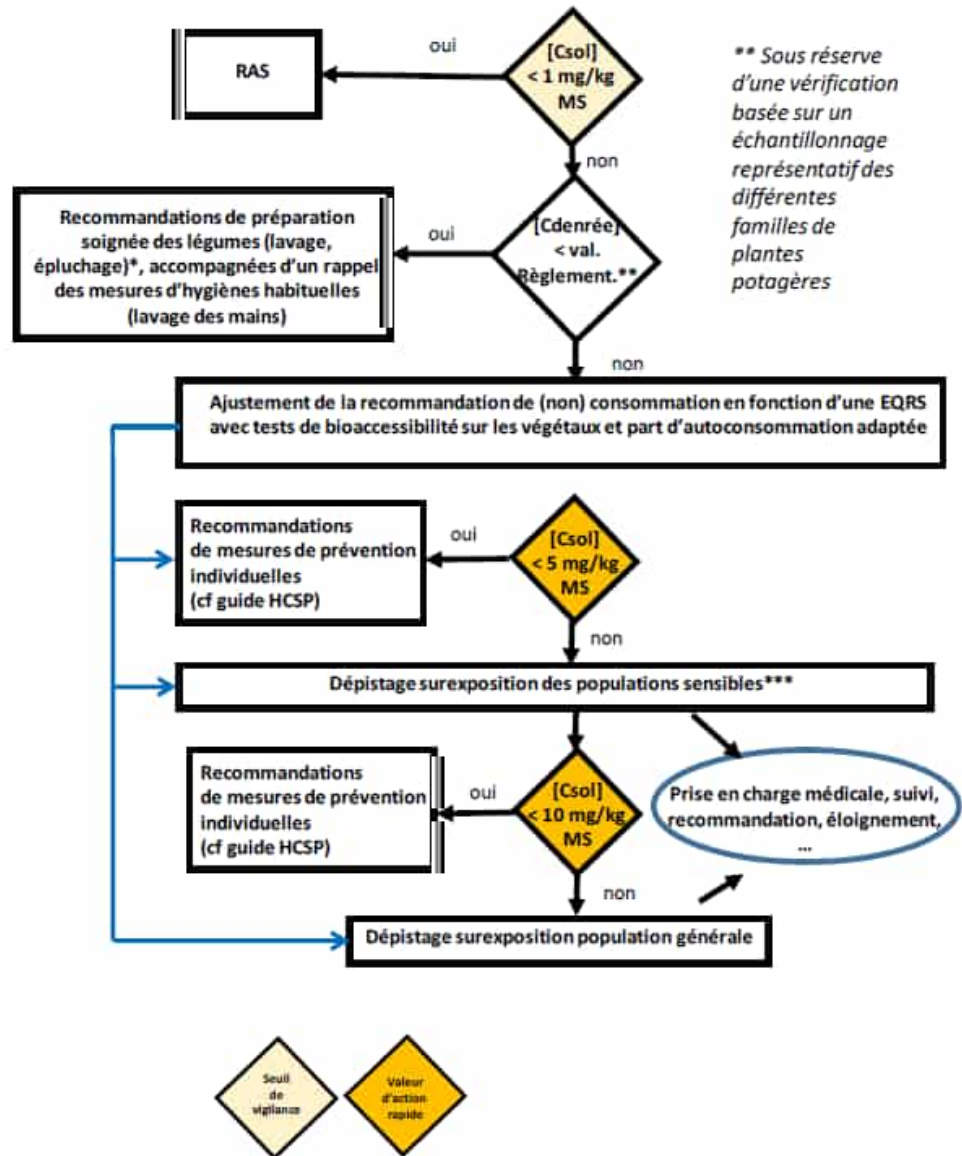 oui
[Csol]
< 1 mg/kg
MS
RAS
** Sous réserve
d'une vérification
basée sur un
échantillonnage
représentatif des
différentes
familles de
plantes
potagères
non
Recommandations de préparation
soignée des légumes (lavage,
épluchage)*, accompagnées d'un rappel
des mesures d'hygiènes habituelles
(lavage des mains)
oui
[Cdenrée]
< val.
Règlement.**
non
Ajustement de la recommandation de (non) consommation en fonction d'une EQRS
avec tests de bioaccessibilité sur les végétaux et part d'autoconsommation adaptée
Recommandations
de mesures de prévention
individuelles
(cf guide HCSP)
oui
[Csol]
< 5 mg/kg
MS
non
Dépistage surexposition des populations sensibles***
Recommandations
de mesures de prévention
individuelles
(cf guide HCSP)
oui
[Csol]
< 10 mg/kg
MS
Prise en charge médicale, suivi,
recommandation, éloignement,
...
non
Dépistage surexposition population générale
Seuil
de
vigilance
Valeur
d'action
rapide